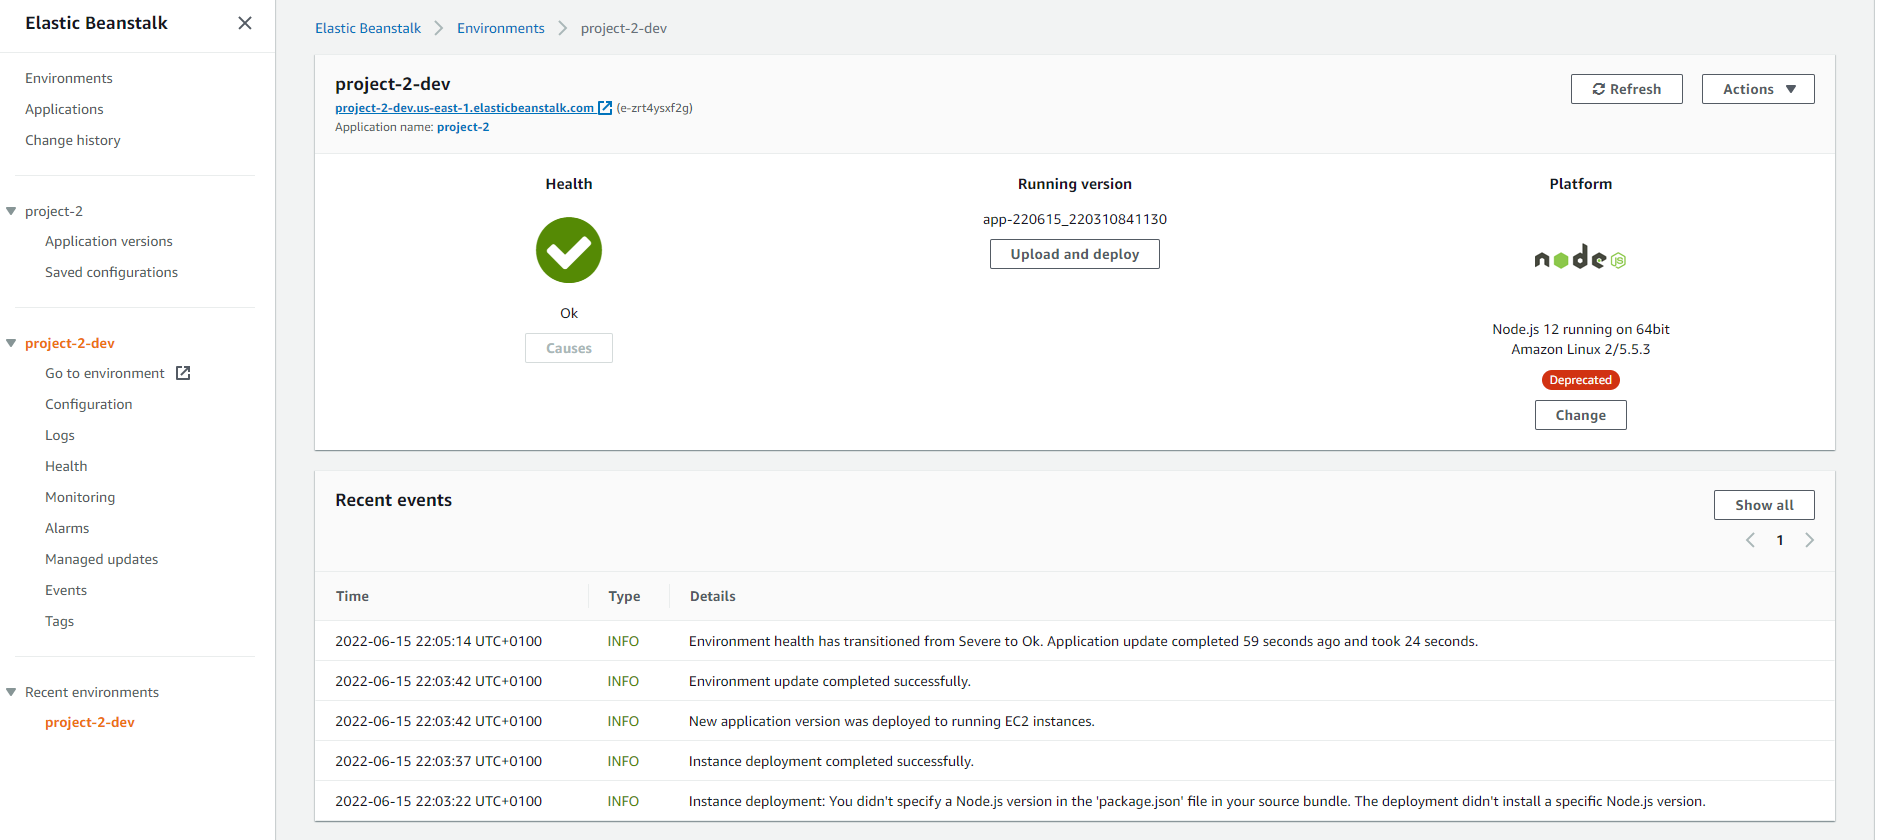 Elastic Beanstalk
Environments
Applications
Change history
project-2
Application versions
Saved configurations
project-2-dev
Go to environment
Configuration
Logs
Health
Monitoring
Alarms
Managed updates
Events
Tags
Recent environments
project-2-dev
Elastic Beanstalk Environments project-2-dev
project-2-dev
project-2-dev.us-east-1.elasticbeanstalk.com (e-zrt4ysxf2g)
Application name: project-2
Refresh
Actions
Health
Ok
Causes
Running version
app-220615_220310841130
Upload and deploy
Platform
node JS
Node.js 12 running on 64bit
Amazon Linux 2/5.5.3
Deprecated
Change
Recent events
Show all
1
Time Type Details
2022-06-15 22:05:14 UTC+0100 INFO Environment health has transitioned from Severe to Ok. Application update completed 59 seconds ago and took 24 seconds.
2022-06-15 22:03:42 UTC+0100 INFO Environment update completed successfully.
2022-06-15 22:03:42 UTC+0100 INFO New application version was deployed to running EC2 instances.
2022-06-15 22:03:37 UTC+0100 INFO Instance deployment completed successfully.
2022-06-15 22:03:22 UTC+0100 INFO Instance deployment: You didn't specify a Node.js version in the 'package.json' file in your source bundle. The deployment didn't install a specific Node.js version.